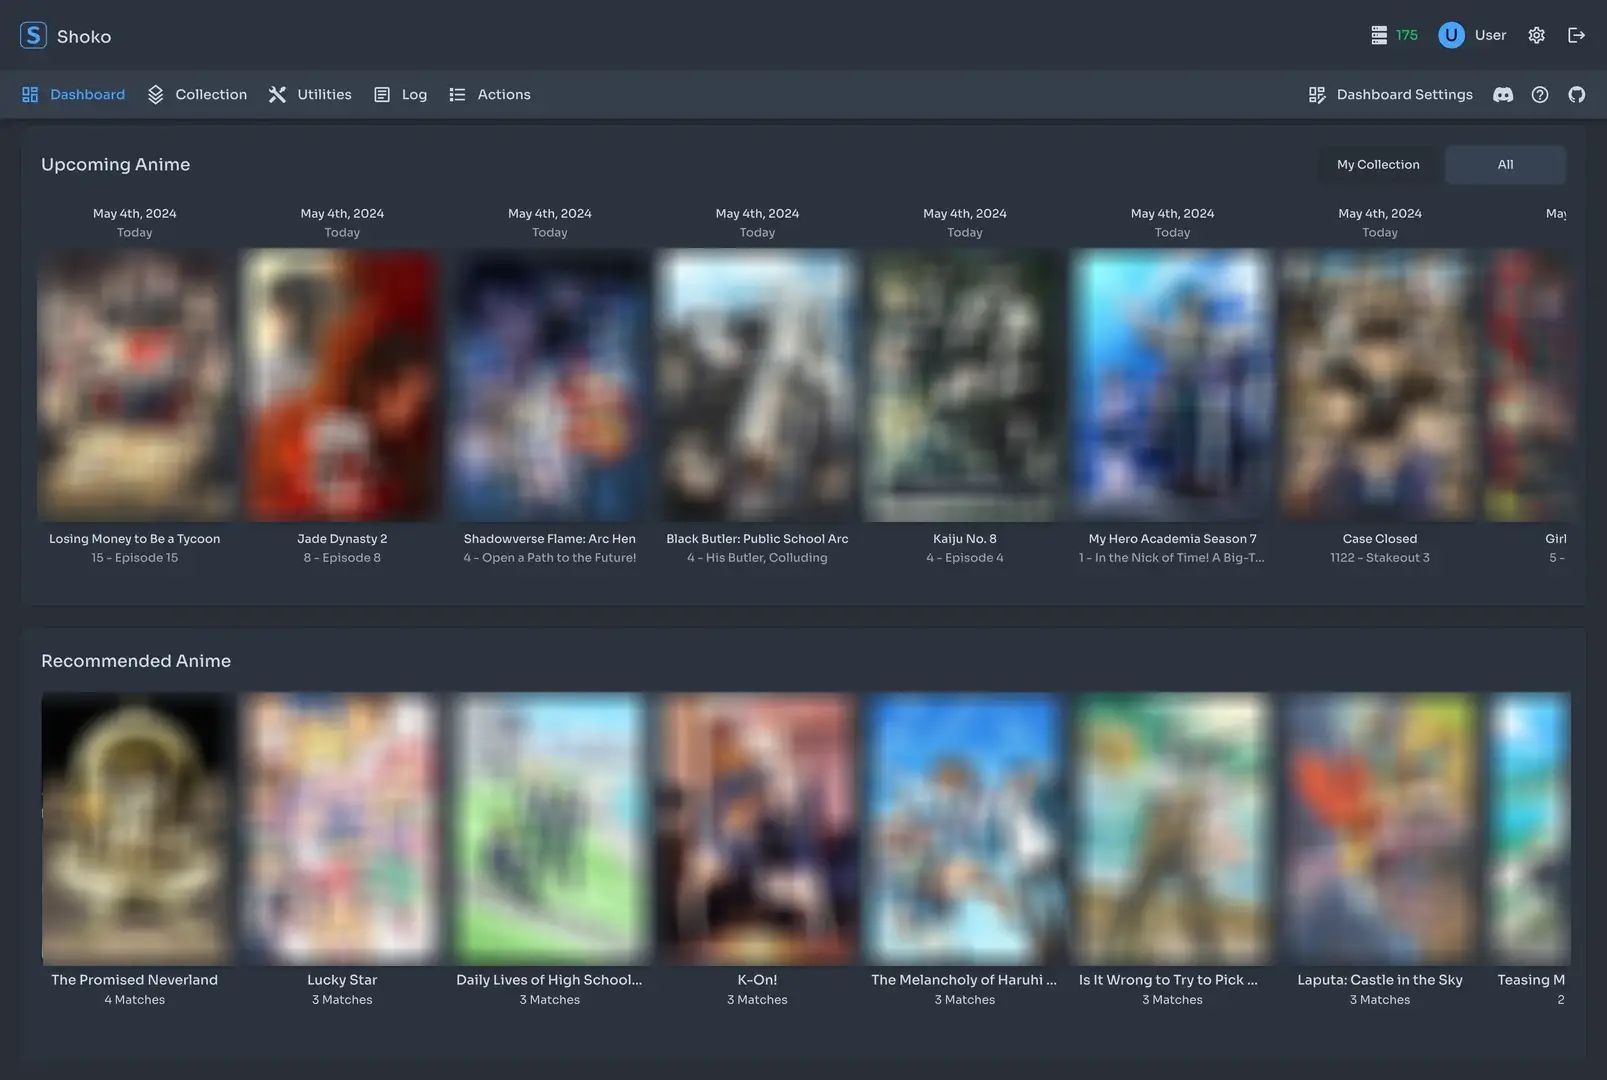 S Shoko
175 U User
Dashboard Collection Utilities Log Actions
Dashboard Settings
Upcoming Anime
My Collection All
May 4th, 2024 May 4th, 2024 May 4th, 2024 May 4th, 2024 May 4th, 2024 May 4th, 2024 May 4th, 2024 May
Today Today Today Today Today Today Today
Losing Money to Be a Tycoon Jade Dynasty 2 Shadowverse Flame: Arc Hen Black Butler: Public School Arc Kaiju No. 8 My Hero Academia Season 7 Case Closed Girl
15 - Episode 15 8 - Episode 8 4 - Open a Path to the Future! 4 - His Butler, Colluding 4 - Episode 4 1 - In the Nick of Time! A Big-T... 1122 - Stakeout 3 5 -
Recommended Anime
The Promised Neverland Lucky Star Daily Lives of High School... K-On! The Melancholy of Haruhi ... Is It Wrong to Try to Pick ... Laputa: Castle in the Sky Teasing M
4 Matches 3 Matches 3 Matches 3 Matches 3 Matches 3 Matches 3 Matches 2